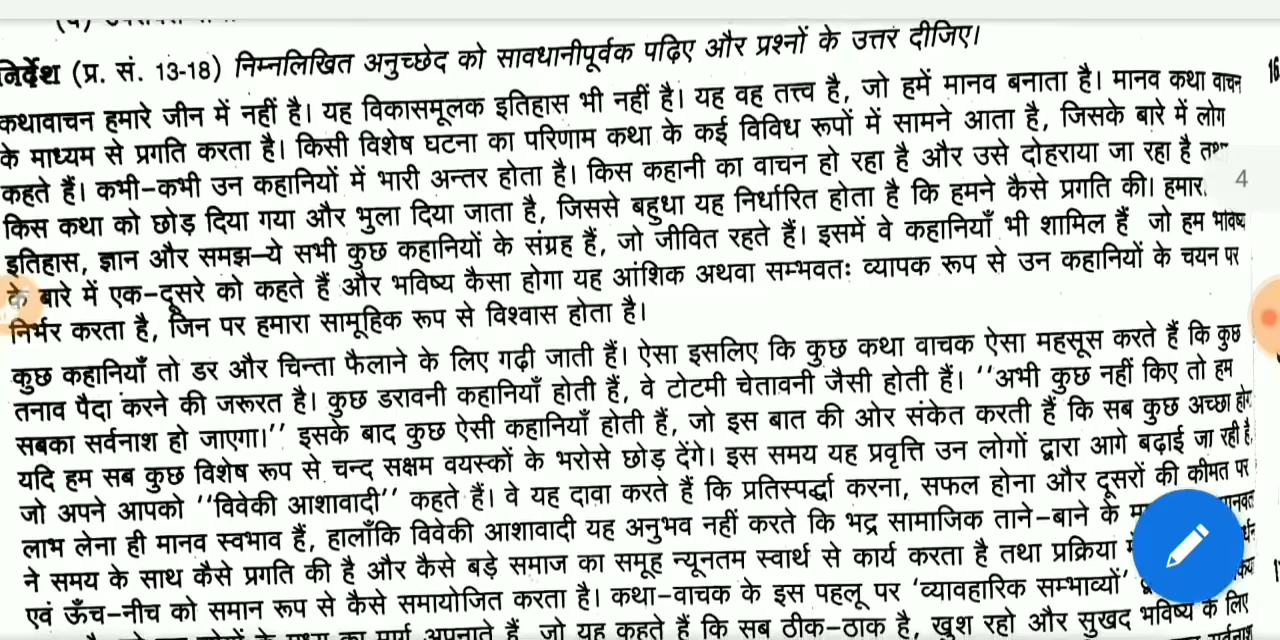 निर्देश (प्र. सं. 13-18) निम्नलिखित अनुच्छेद को सावधानीपूर्वक पढ़िए और प्रश्नों के उत्तर दीजिए।
कथावाचन हमारे जीन में नहीं है। यह विकासमूलक इतिहास भी नहीं है। यह वह तत्त्व है, जो हमें मानव बनाता है। मानव कथा वाचन
के माध्यम से प्रगति करता है। किसी विशेष घटना का परिणाम कथा के कई विविध रूपों में सामने आता है, जिसके बारे में लोग
कहते हैं। कभी-कभी उन कहानियों में भारी अन्तर होता है। किस कहानी का वाचन हो रहा है और उसे दोहराया जा रहा है तथा
किस कथा को छोड़ दिया गया और भुला दिया जाता है, जिससे बहुधा यह निर्धारित होता है कि हमने कैसे प्रगति की। हमार
4
इतिहास, ज्ञान और समझ-ये सभी कुछ कहानियों के संग्रह हैं, जो जीवित रहते हैं। इसमें वे कहानियाँ भी शामिल हैं जो हम भविष्य
के बारे में एक-दूसरे को कहते हैं और भविष्य कैसा होगा यह आंशिक अथवा सम्भवतः व्यापक रूप से उन कहानियों के चयन पर
निर्भर करता है, जिन पर हमारा सामूहिक रूप से विश्वास होता है।
कुछ कहानियाँ तो डर और चिन्ता फैलाने के लिए गढ़ी जाती हैं। ऐसा इसलिए कि कुछ कथा वाचक ऐसा महसूस करते हैं कि कुछ
तनाव पैदा करने की जरूरत है। कुछ डरावनी कहानियाँ होती हैं, वे टोटमी चेतावनी जैसी होती हैं। ''अभी कुछ नहीं किए तो हम
सबका सर्वनाश हो जाएगा।'' इसके बाद कुछ ऐसी कहानियाँ होती हैं, जो इस बात की ओर संकेत करती हैं कि सब कुछ अच्छा होगा
यदि हम सब कुछ विशेष रूप से चन्द सक्षम वयस्कों के भरोसे छोड़ देंगे। इस समय यह प्रवृत्ति उन लोगों द्वारा आगे बढ़ाई जा रही है,
जो अपने आपको ''विवेकी आशावादी'' कहते हैं। वे यह दावा करते हैं कि प्रतिस्पर्द्धा करना, सफल होना और दूसरों की कीमत पर
लाभ लेना ही मानव स्वभाव हैं, हालाँकि विवेकी आशावादी यह अनुभव नहीं करते कि भद्र सामाजिक ताने-बाने के
ने समय के साथ कैसे प्रगति की है और कैसे बड़े समाज का समूह न्यूनतम स्वार्थ से कार्य करता है तथा प्रक्रिया
एवं ऊँच-नीच को समान रूप से कैसे समायोजित करता है। कथा-वाचक के इस पहलू पर 'व्यावहारिक सम्भाव्यों'
का मार्ग अपनाते हैं, जो यह कहते हैं कि सब ठीक-ठाक है, खुश रहो और सुखद भविष्य के लिए